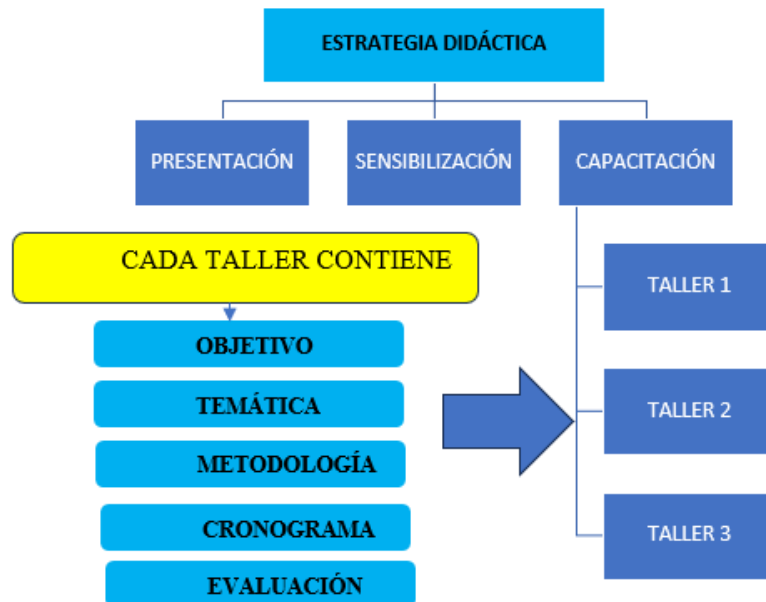 ESTRATEGIA DIDÁCTICA
PRESENTACIÓN
SENSIBILIZACIÓN
CAPACITACIÓN
CADA TALLER CONTIENE
OBJETIVO
TEMÁTICA
METODOLOGÍA
CRONOGRAMA
EVALUACIÓN
TALLER 1
TALLER 2
TALLER 3